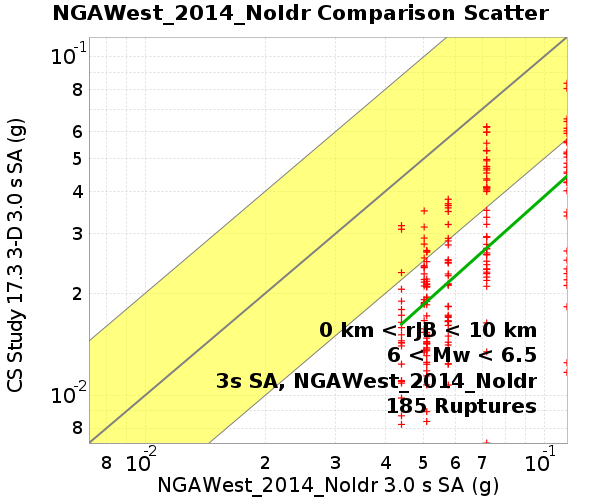 NGAWest_2014_NoIdr Comparison Scatter
CS Study 17.3 3-D 3.0 s SA (g)
10-1
8
6
5
4
3
2
10-2
8
0 km < rJB < 10 km
6 < Mw < 6.5
3s SA, NGAWest_2014_NoIdr
185 Ruptures
8 10-2 2 3 4 5 6 7 8 10-1
NGAWest_2014_NoIdr 3.0 s SA (g)